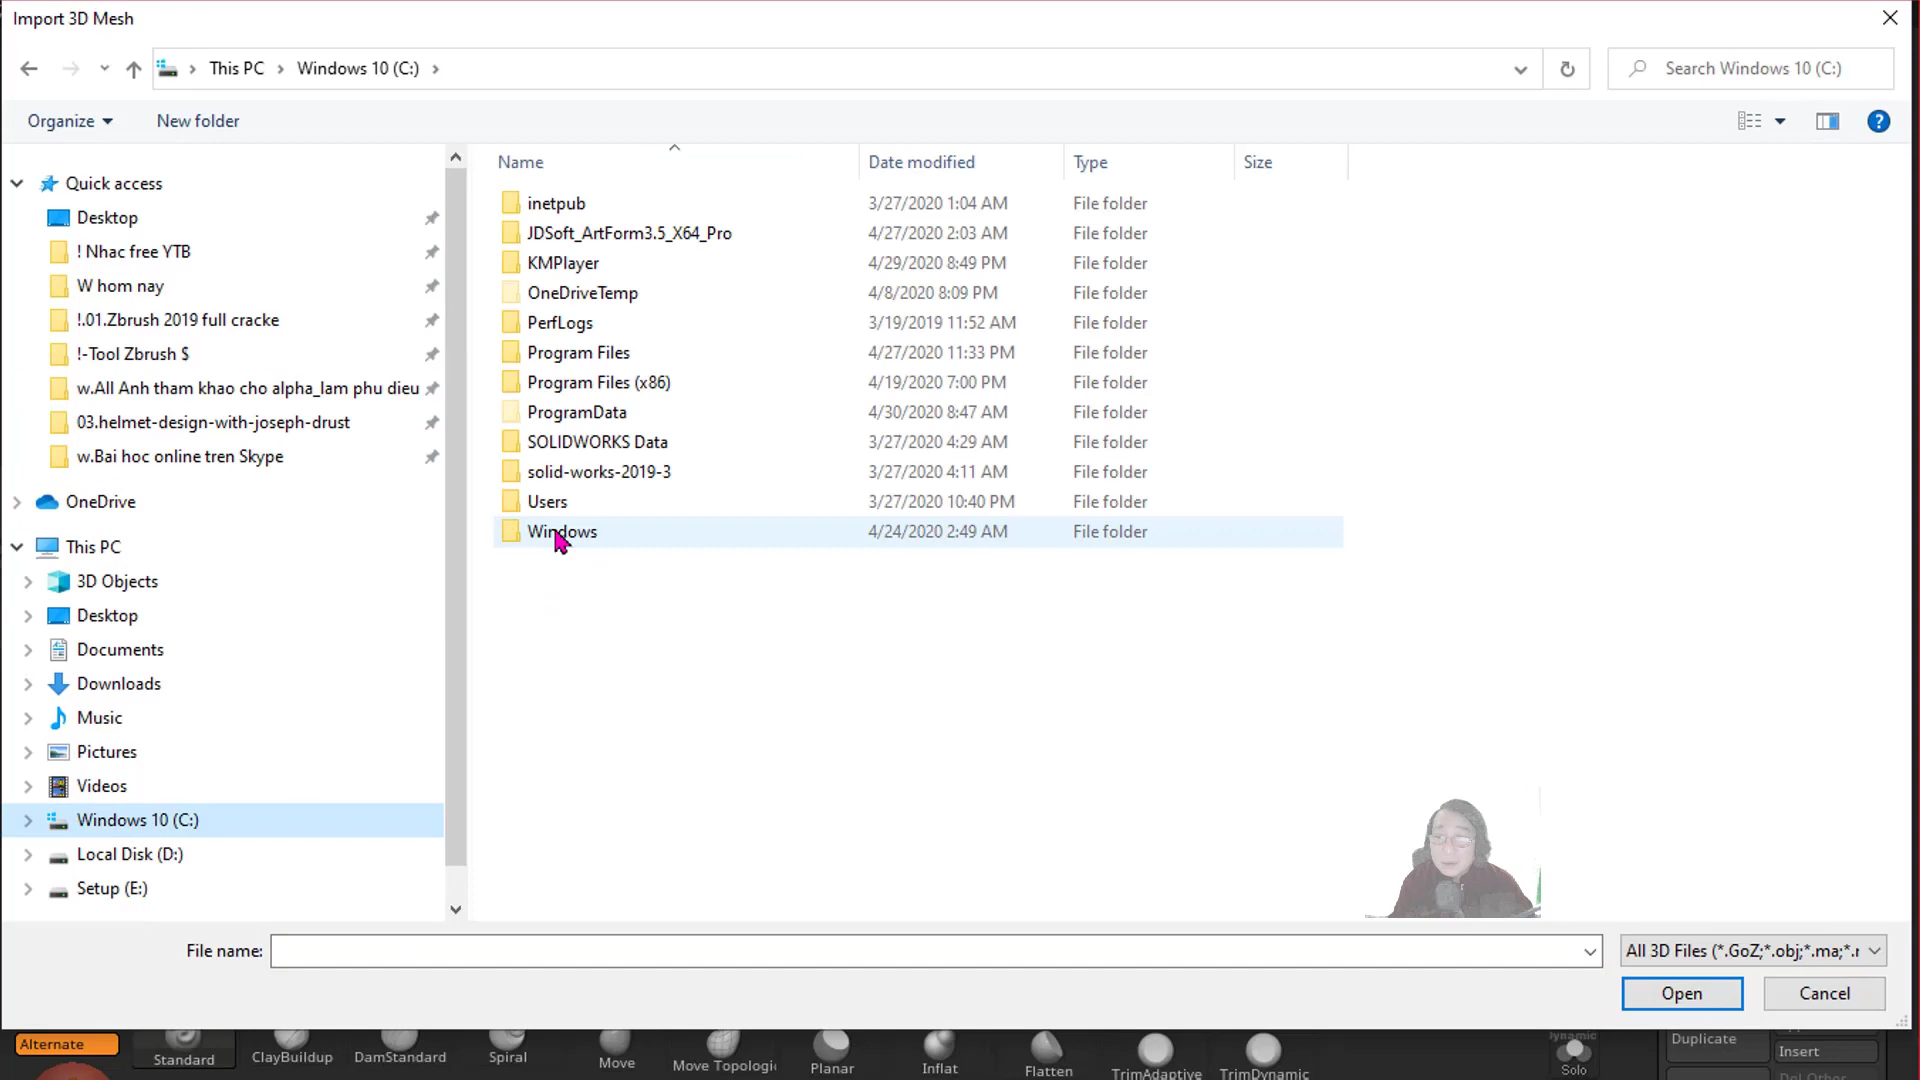 Import 3D Mesh
This PC
Windows 10 (C:)
Search Windows 10 (C:)
Organize
New folder
Name
Date modified
Type
Size
Quick access
Desktop
! Nhac free YTB
W hom nay
!.01.Zbrush 2019 full cracke
!-Tool Zbrush $
w.All Anh tham khao cho alpha_lam phu dieu
03.helmet-design-with-joseph-drust
w.Bai hoc online tren Skype
OneDrive
This PC
3D Objects
Desktop
Documents
Downloads
Music
Pictures
Videos
Windows 10 (C:)
Local Disk (D:)
Setup (E:)
inetpub 3/27/2020 1:04 AM File folder
JDSoft_ArtForm3.5_X64_Pro 4/27/2020 2:03 AM File folder
KMPlayer 4/29/2020 8:49 PM File folder
OneDriveTemp 4/8/2020 8:09 PM File folder
PerfLogs 3/19/2019 11:52 AM File folder
Program Files 4/27/2020 11:33 PM File folder
Program Files (x86) 4/19/2020 7:00 PM File folder
ProgramData 4/30/2020 8:47 AM File folder
SOLIDWORKS Data 3/27/2020 4:29 AM File folder
solid-works-2019-3 3/27/2020 4:11 AM File folder
Users 3/27/2020 10:40 PM File folder
Windows 4/24/2020 2:49 AM File folder
File name:
All 3D Files (*.GoZ;*.obj;*.ma;*.r
Open
Cancel
Alternate
Standard
ClayBuildup
DamStandard
Spiral
Move
Move Topologic
Planar
Inflat
Flatten
TrimAdaptive
TrimDynamic
Dynamic
Solo
Duplicate
Insert
Del Other